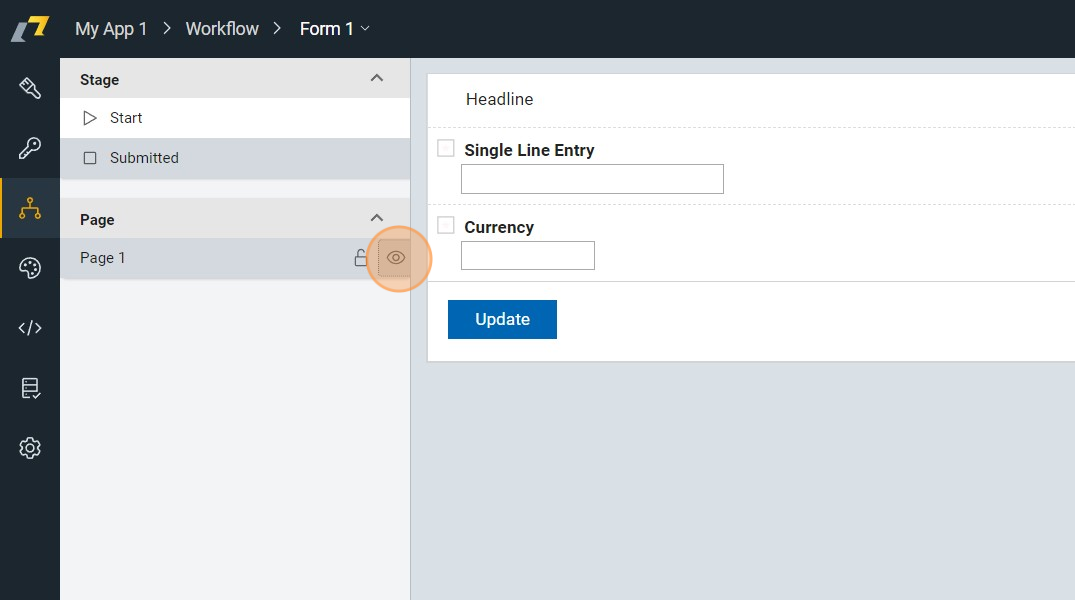 My App 1 > Workflow > Form 1
Stage
Start
Submitted
Page
Page 1
Headline
Single Line Entry
Currency
Update